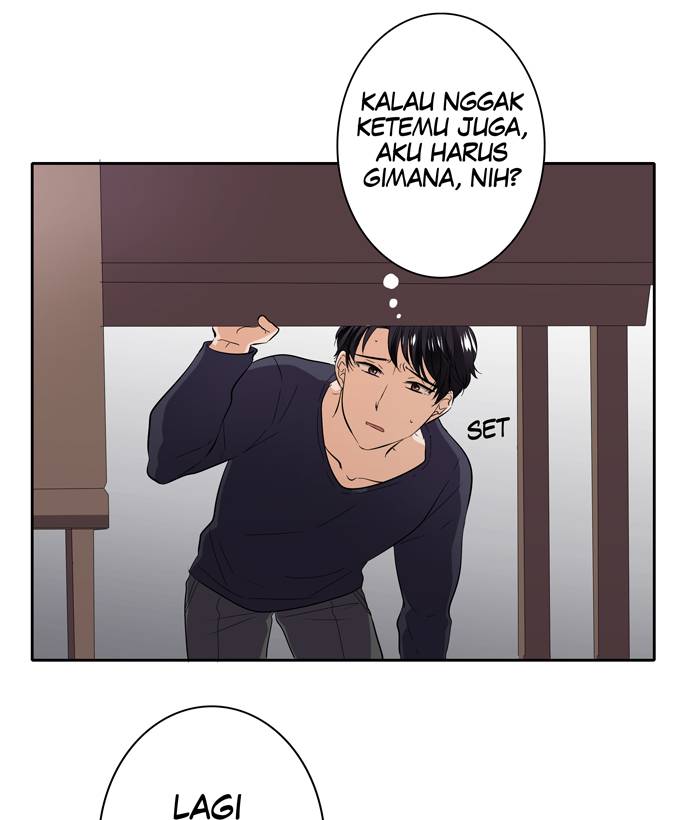 KALAU NGGAK
KETEMU JUGA,
AKU HARUS
GIMANA, NIH?
SET
LAGI